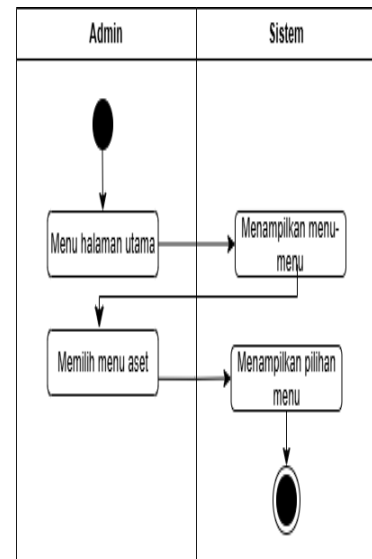 Admin
Sistem
Menu halaman utama
Menampilkan menu-
menu
Memilih menu aset
Menampilkan pilihan
menu